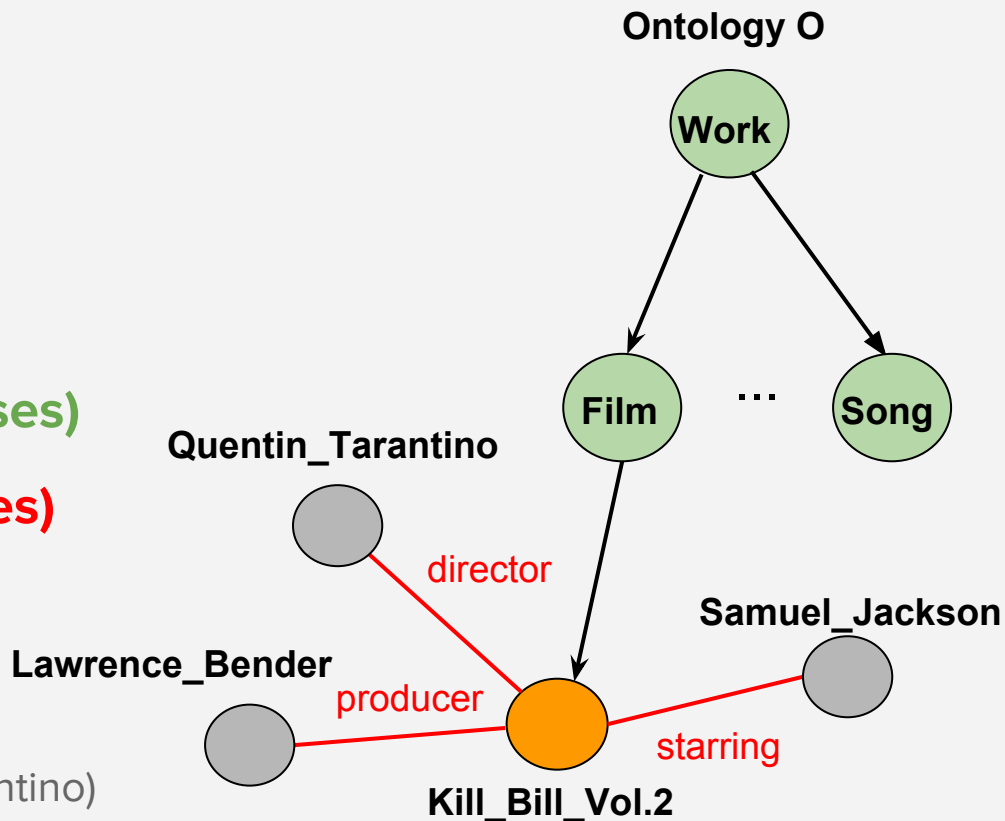 Ontology O
Work
Film
...
Song
ses)
Quentin_Tarantino
es)
director
Samuel_Jackson
Lawrence_Bender
producer
starring
ntino)
Kill_Bill_Vol.2